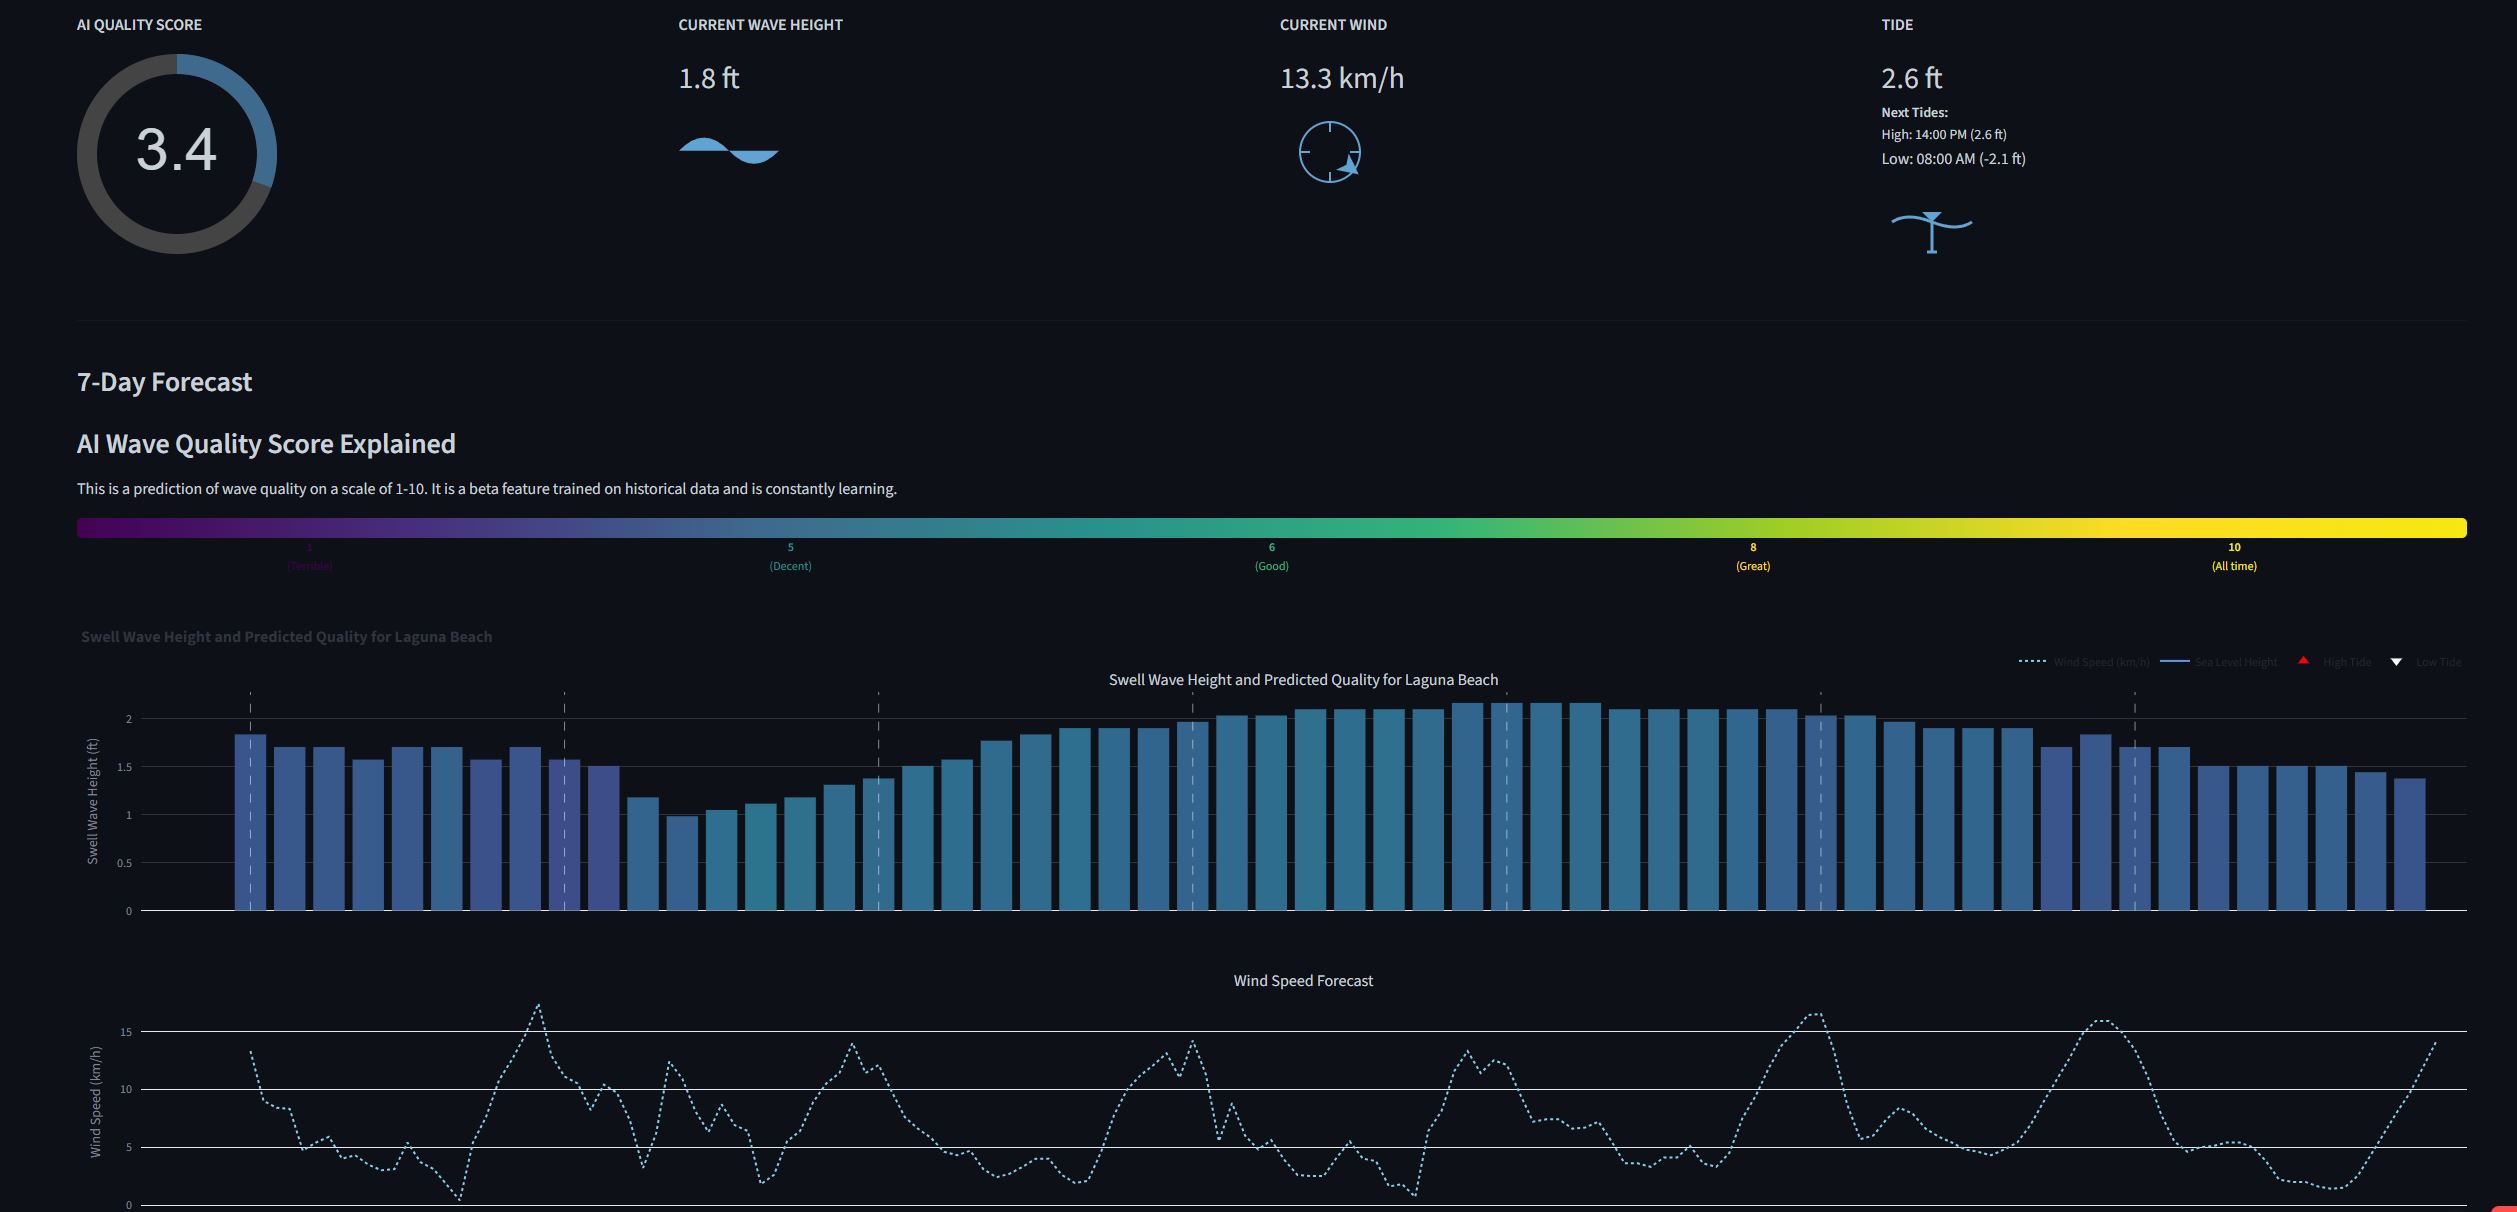 AI QUALITY SCORE
CURRENT WAVE HEIGHT
CURRENT WIND
TIDE
3.4
1.8 ft
13.3 km/h
2.6 ft
Next Tides:
High: 14:00 PM (2.6 ft)
Low: 08:00 AM (-2.1 ft)
7-Day Forecast
AI Wave Quality Score Explained
This is a prediction of wave quality on a scale of 1-10. It is a beta feature trained on historical data and is constantly learning.
1
5
6
8
10
(Terrible)
(Decent)
(Good)
(Great)
(All time)
Swell Wave Height and Predicted Quality for Laguna Beach
Wind Speed (km/h)
Sea Level Height
High Tide
Low Tide
Swell Wave Height and Predicted Quality for Laguna Beach
Swell Wave Height (ft)
2
1.5
1
0.5
0
Wind Speed Forecast
Wind Speed (km/h)
15
10
5
0